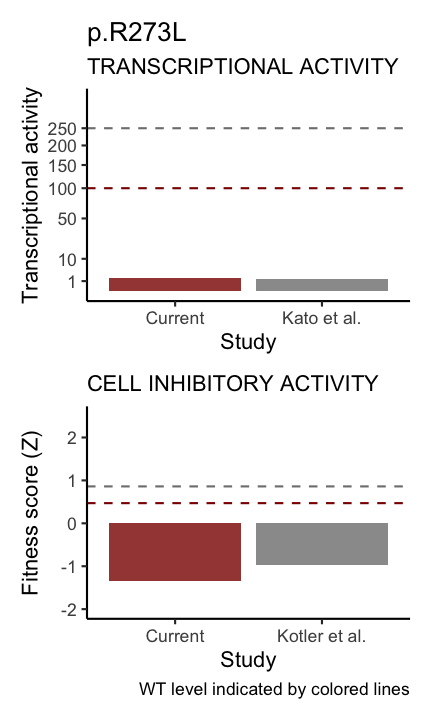 p.R273L
TRANSCRIPTIONAL ACTIVITY
Transcriptional activity
250
200
150
100
50
10
1
Current
Kato et al.
Study
CELL INHIBITORY ACTIVITY
Fitness score (Z)
2
1
0
-1
-2
Current
Kotler et al.
Study
WT level indicated by colored lines